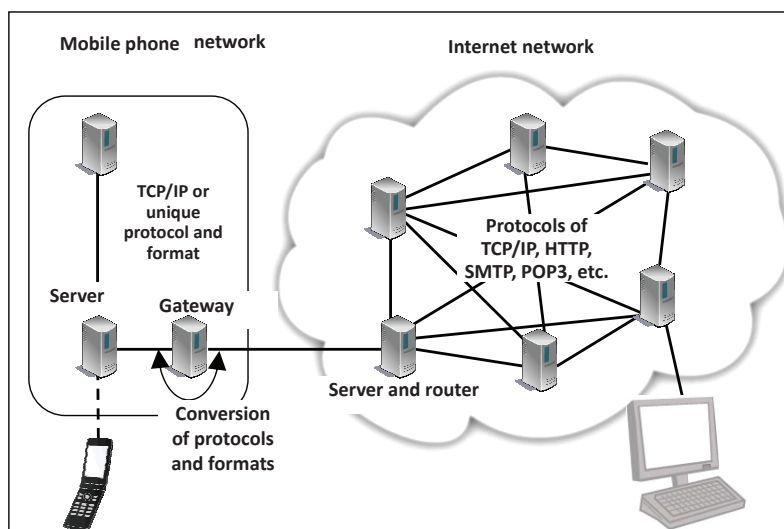 Mobile phone network
Internet network
TCP/IP or
unique
protocol and
format
Protocols of
TCP/IP, HTTP,
SMTP, POP3, etc.
Server
Gateway
Server and router
Conversion
of protocols
and formats